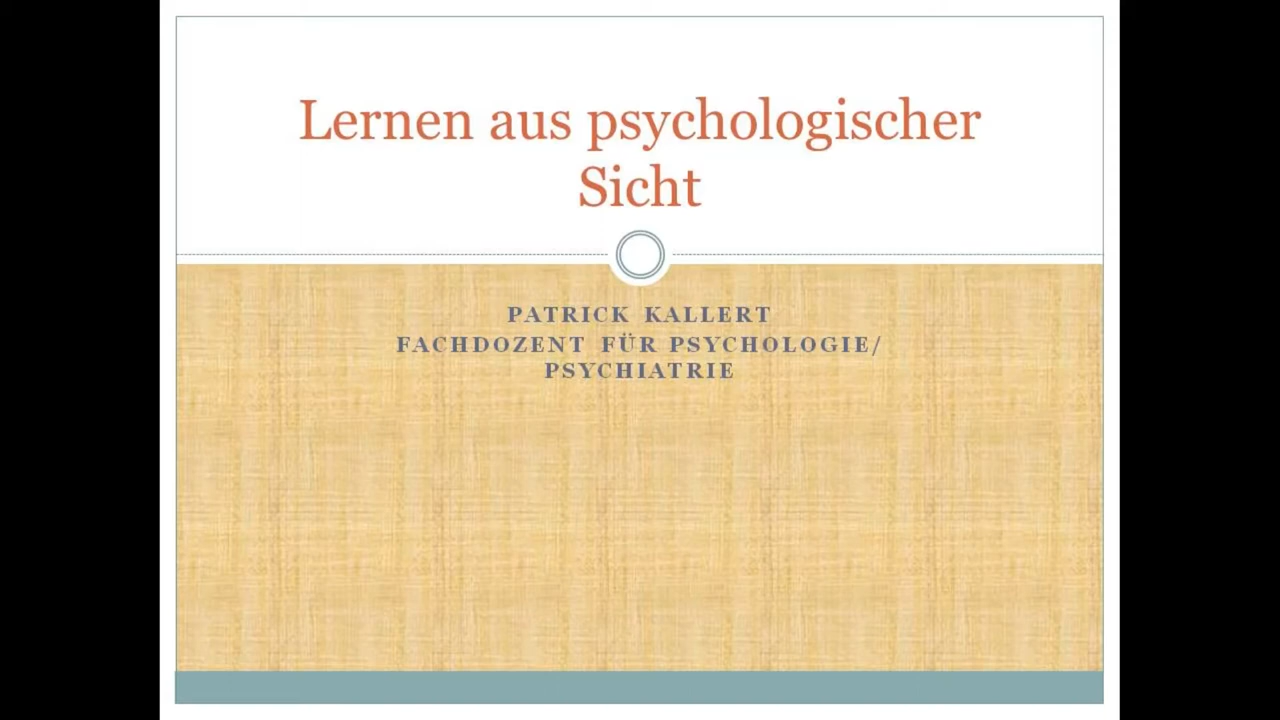 Lernen aus psychologischer
Sicht
PATRICK KALLERT
FACHDOZENT FÜR PSYCHOLOGIE/
PSYCHIATRIE